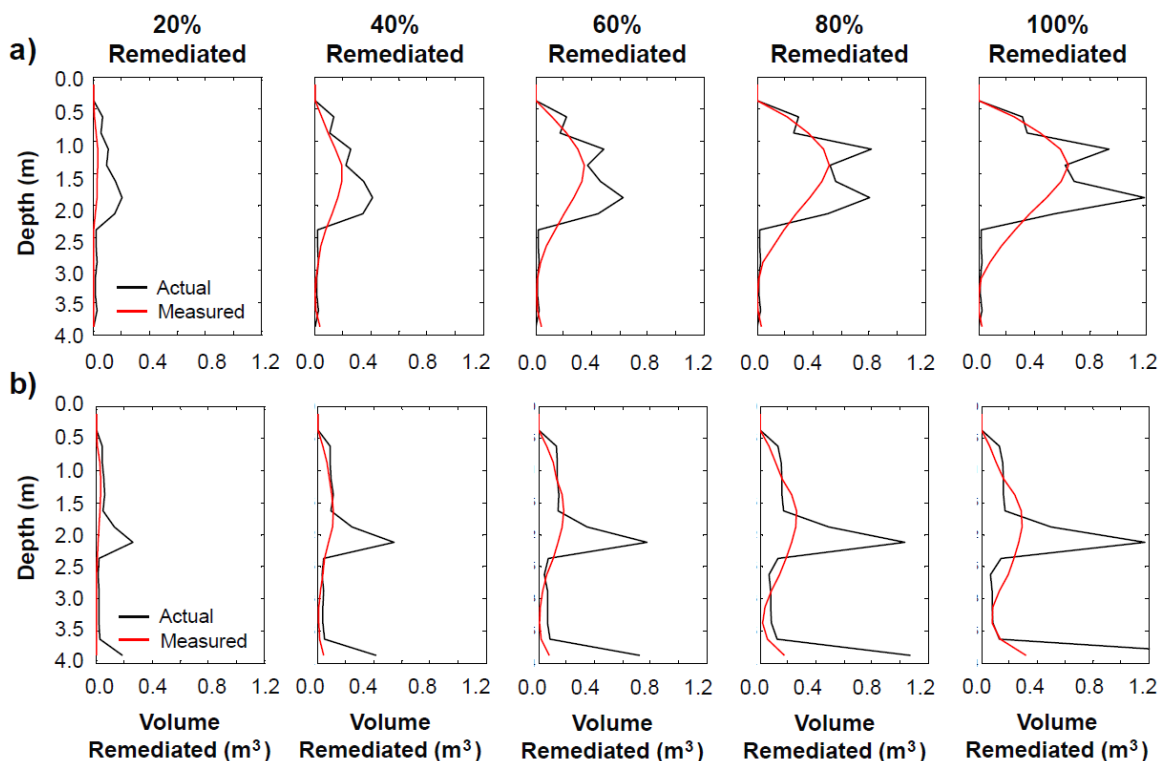 20% Remediated
40% Remediated
60% Remediated
80% Remediated
100% Remediated
a)
Depth (m)
0.0
0.5
1.0
1.5
2.0
2.5
3.0
3.5
4.0
Actual
Measured
0.0 0.4 0.8 1.2
0.0 0.4 0.8 1.2
0.0 0.4 0.8 1.2
0.0 0.4 0.8 1.2
0.0 0.4 0.8 1.2
b)
Depth (m)
0.0
0.5
1.0
1.5
2.0
2.5
3.0
3.5
4.0
Actual
Measured
0.0 0.4 0.8 1.2
0.0 0.4 0.8 1.2
0.0 0.4 0.8 1.2
0.0 0.4 0.8 1.2
0.0 0.4 0.8 1.2
Volume
Remediated (m³)
Volume
Remediated (m³)
Volume
Remediated (m³)
Volume
Remediated (m³)
Volume
Remediated (m³)